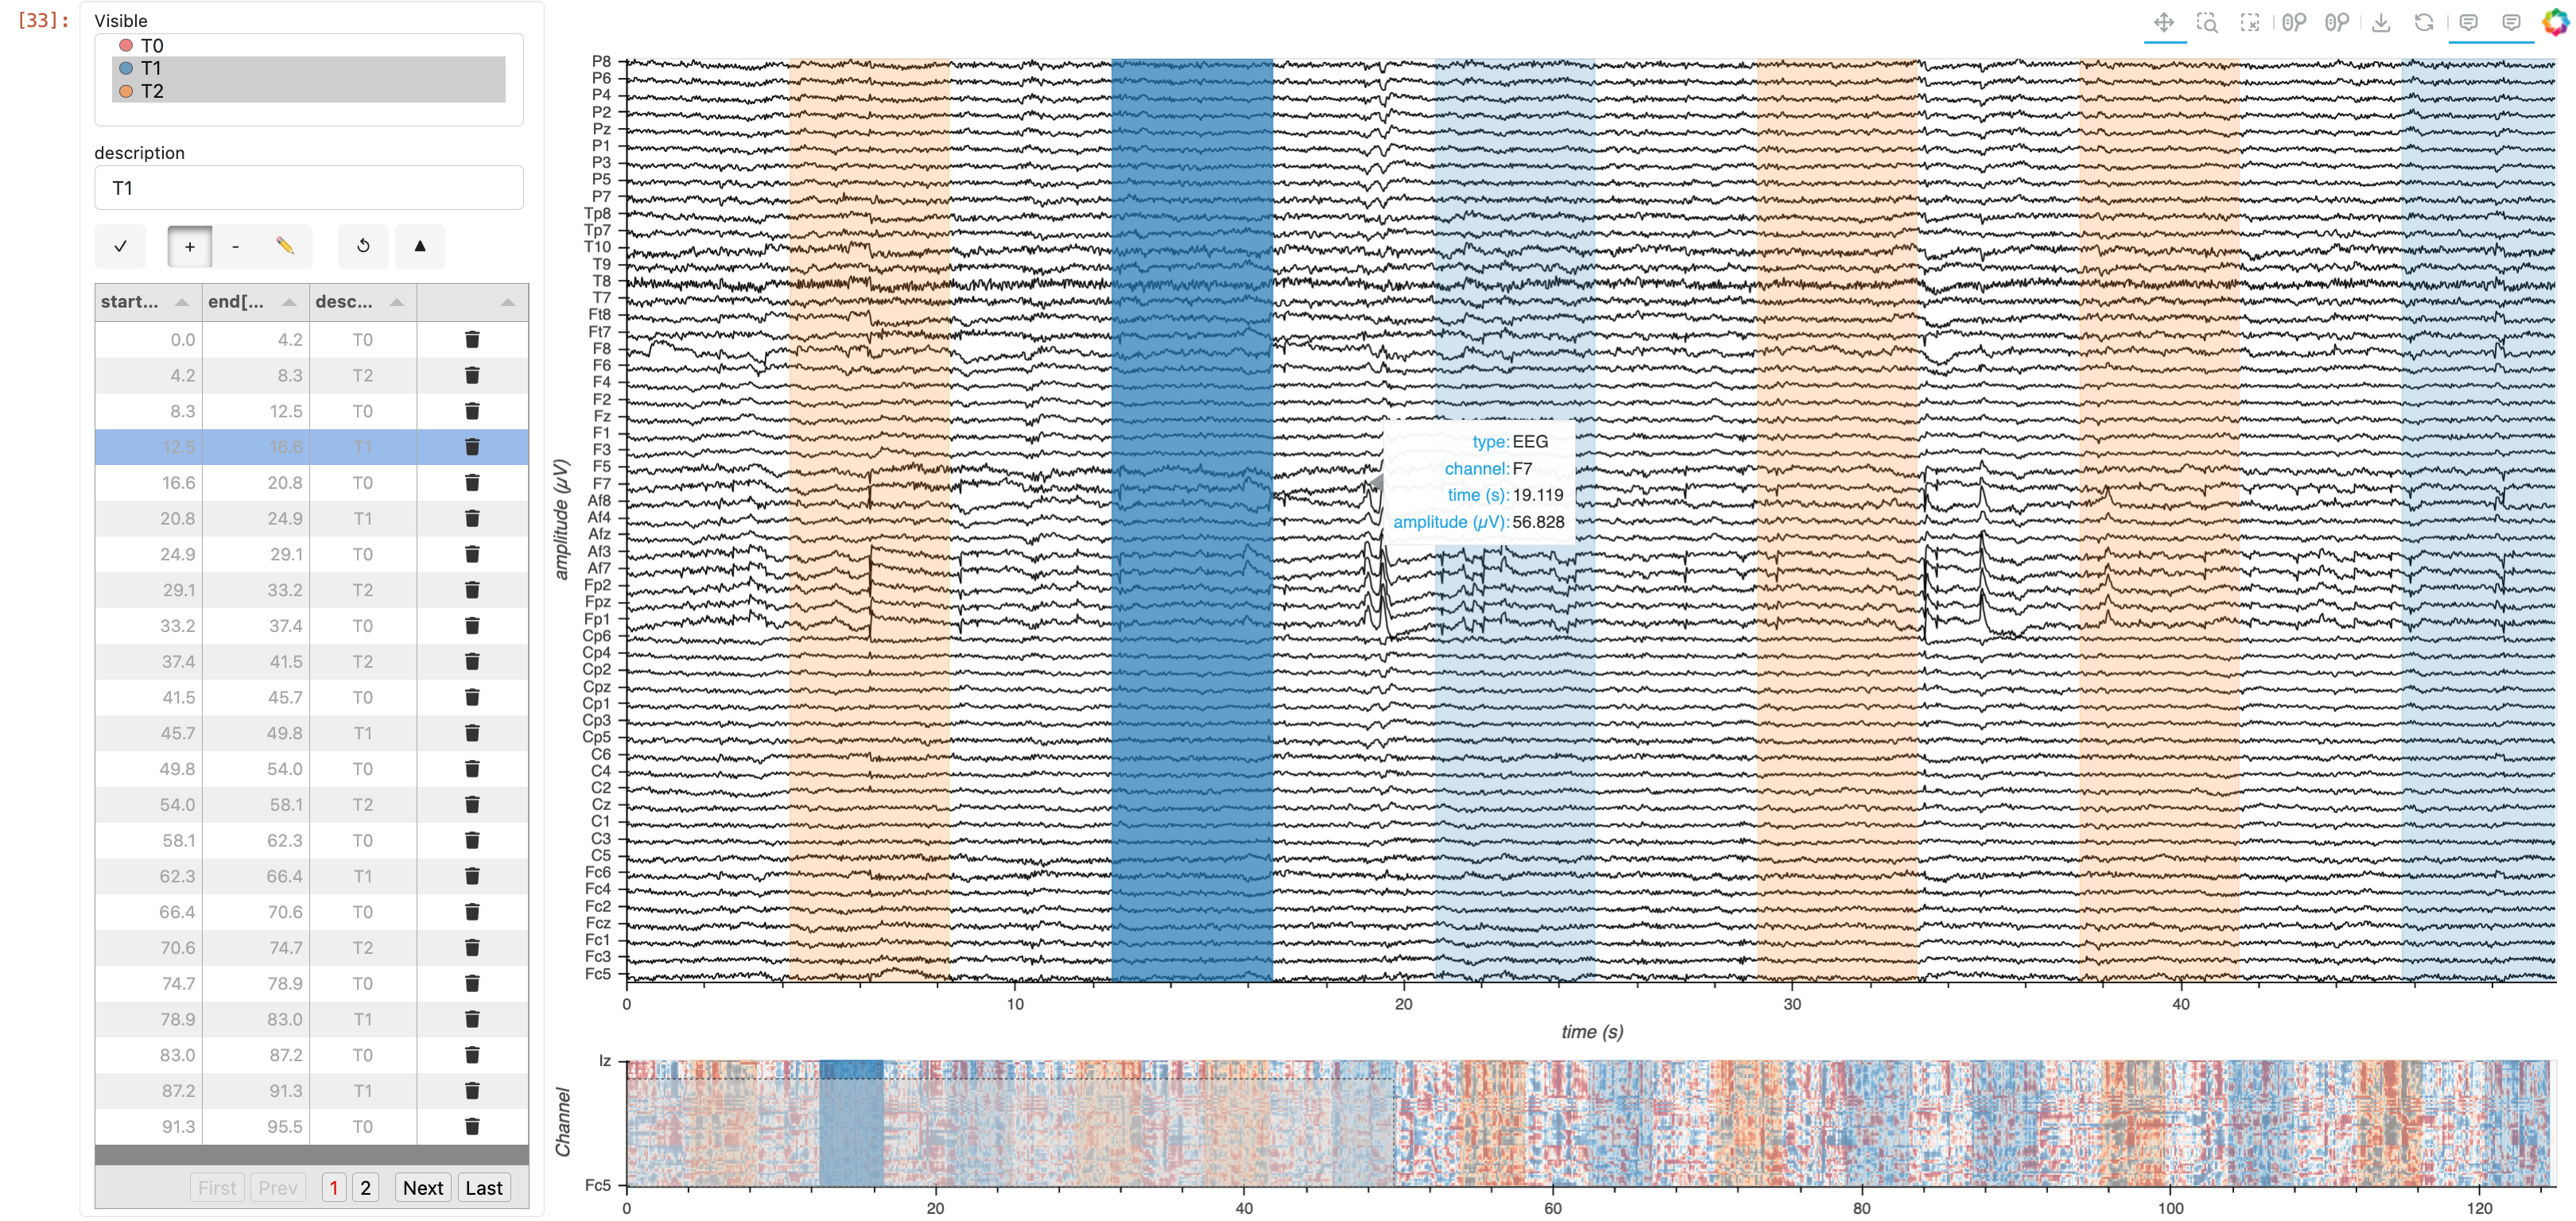 [33]:
Visible
T0
T1
T2
description
T1
✓ + - ✏️ ↺ ▲
start... end[... desc...
0.0 4.2 T0
4.2 8.3 T2
8.3 12.5 T0
12.5 16.6 T1
16.6 20.8 T0
20.8 24.9 T1
24.9 29.1 T0
29.1 33.2 T2
33.2 37.4 T0
37.4 41.5 T2
41.5 45.7 T0
45.7 49.8 T1
49.8 54.0 T0
54.0 58.1 T2
58.1 62.3 T0
62.3 66.4 T1
66.4 70.6 T0
70.6 74.7 T2
74.7 78.9 T0
78.9 83.0 T1
83.0 87.2 T0
87.2 91.3 T1
91.3 95.5 T0
First Prev 1 2 Next Last
amplitude (µV)
P8
P6
P4
P2
Pz
P1
P3
P5
P7
Tp8
Tp7
T10
T9
T8
T7
Ft8
Ft7
F8
F6
F4
F2
Fz
F1
F3
F5
F7
Af8
Af4
Afz
Af3
Af7
Fp2
Fpz
Fp1
Cp6
Cp4
Cp2
Cpz
Cp1
Cp3
Cp5
C6
C4
C2
Cz
C1
C3
C5
Fc6
Fc4
Fc2
Fcz
Fc1
Fc3
Fc5
type: EEG
channel: F7
time (s): 19.119
amplitude (µV): 56.828
0 10 20 30 40
time (s)
Channel
Iz
Fc5
0 20 40 60 80 100 120